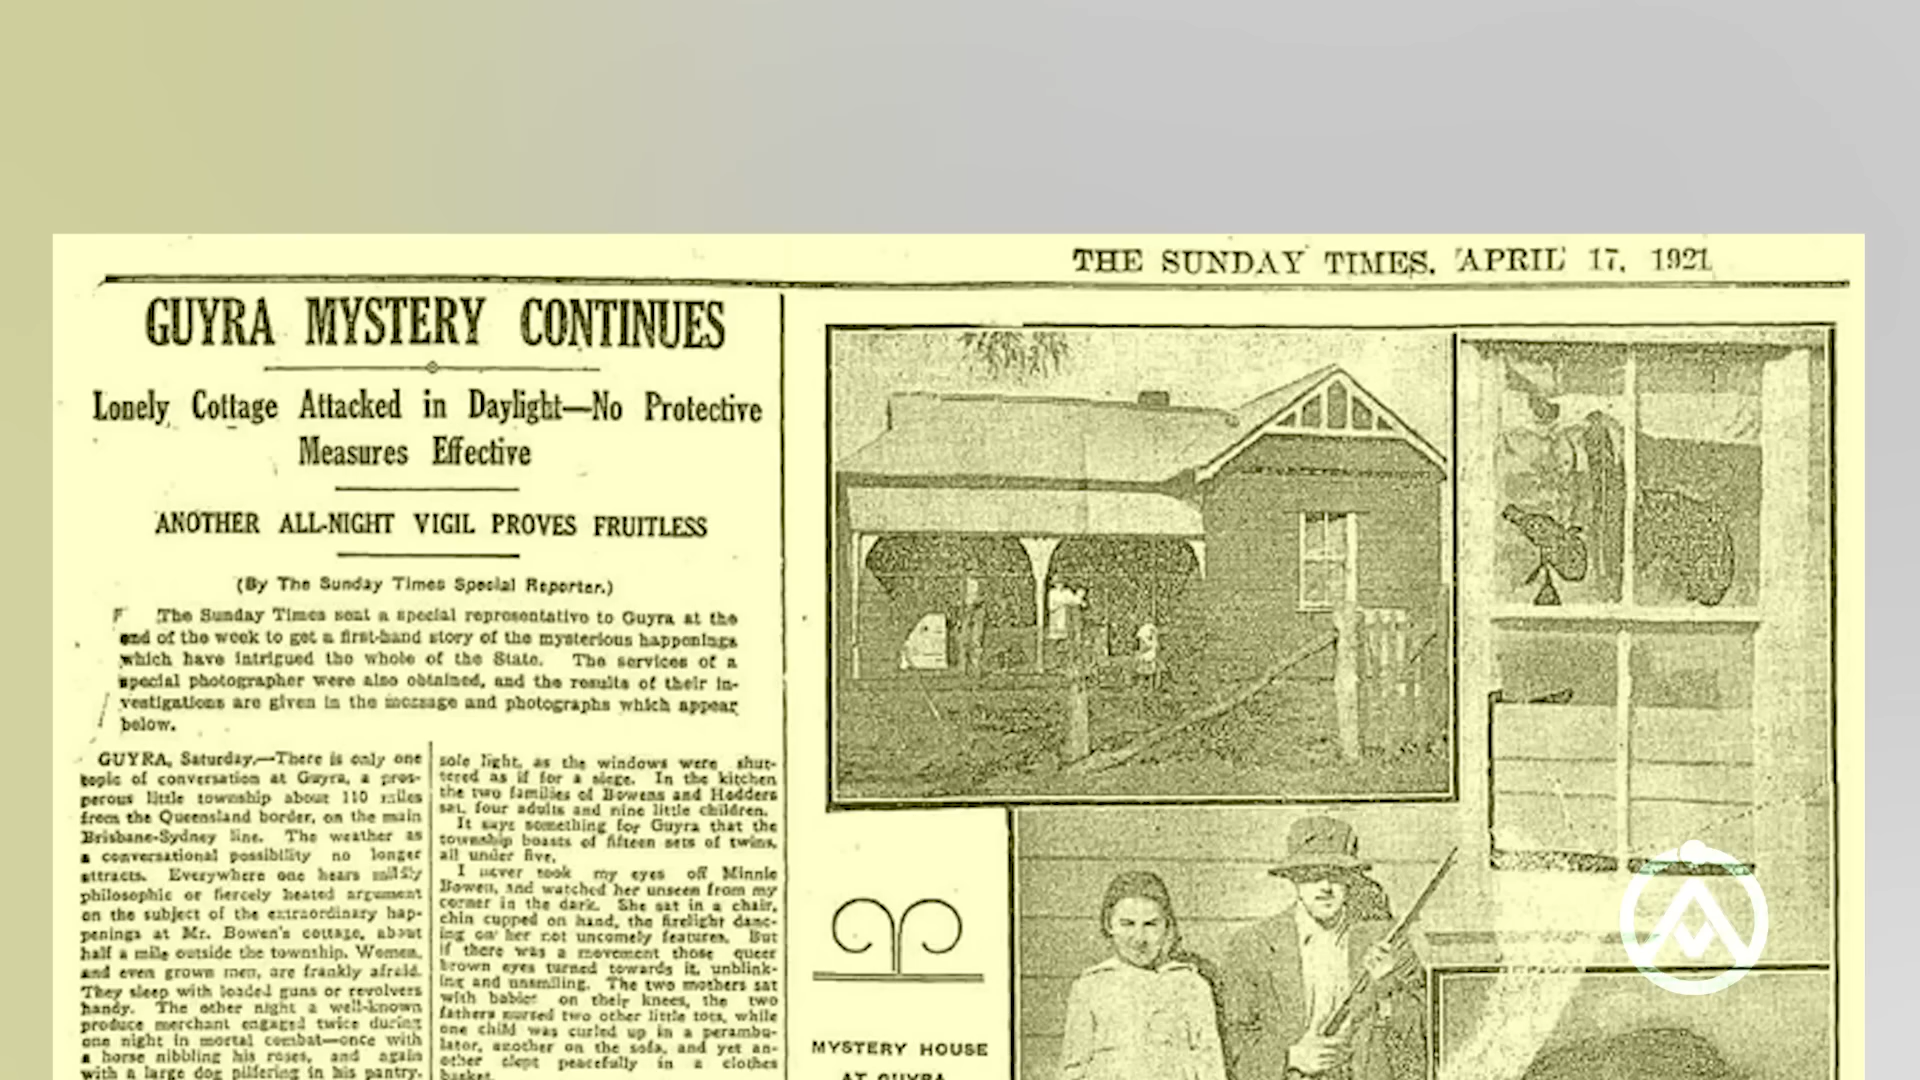 THE SUNDAY TIMES, APRIL 17, 1921
GUYRA MYSTERY CONTINUES
Lonely Cottage Attacked in Daylight—No Protective
Measures Effective
ANOTHER ALL-NIGHT VIGIL PROVES FRUITLESS
(By The Sunday Times Special Reporter.)
The Sunday Times sent a special representative to Guyra at the
end of the week to get a first-hand story of the mysterious happenings
which have intrigued the whole of the State. The services of a
special photographer were also obtained, and the results of their in-
vestigations are given in the message and photographs which appear
below.
GUYRA, Saturday.—There is only one
topic of conversation at Guyra, a pros-
perous little township about 110 miles
from the Queensland border, on the main
Brisbane-Sydney line. The weather as
a conversational possibility no longer
attracts. Everywhere one hears mildly
philosophic or fiercely heated argument
on the subject of the extraordinary hap-
penings at Mr. Bowen's cottage, about
half a mile outside the township. Women,
and even grown men, are frankly afraid.
They sleep with loaded guns or revolvers
handy. The other night a well-known
produce merchant engaged twice during
one night in mortal combat—once with
a horse nibbling his roses, and again
with a large dog pilfering in his pantry.
sole light, as the windows were shut-
tered as if for a siege. In the kitchen
the two families of Bowens and Hodders
sat, four adults and nine little children.
It says something for Guyra that the
township boasts of fifteen sets of twins,
all under five.
I never took my eyes off Minnie
Bowen, and watched her unseen from my
corner in the dark. She sat in a chair,
chin cupped on hand, the firelight danc-
ing on her not uncomely features. But
if there was a movement those queer
brown eyes turned towards it, unblink-
ing and unsmiling. The two mothers sat
with babies on their knees, the two
fathers nursed two other little tots, while
one child was curled up in a perambu-
lator, another on the sofa, and yet an-
other slept peacefully in a clothes
basket.
MYSTERY HOUSE
AT GUYRA